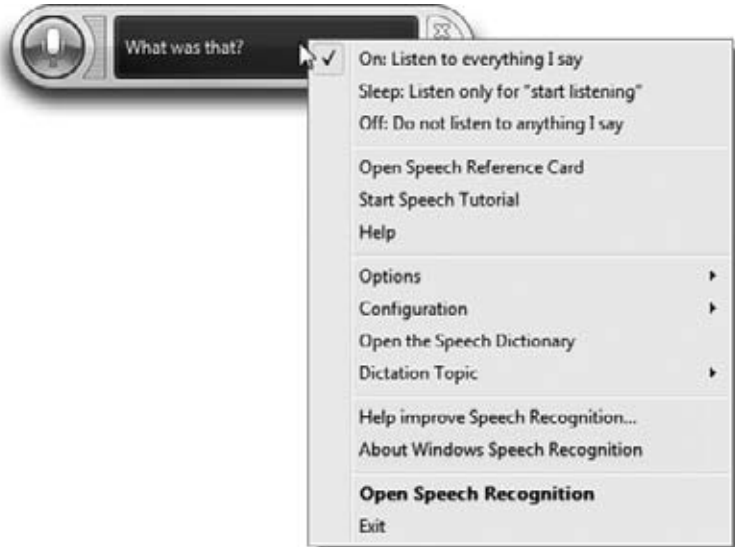 What was that?
On: Listen to everything I say
Sleep: Listen only for "start listening"
Off: Do not listen to anything I say
Open Speech Reference Card
Start Speech Tutorial
Help
Options
Configuration
Open the Speech Dictionary
Dictation Topic
Help improve Speech Recognition...
About Windows Speech Recognition
Open Speech Recognition
Exit